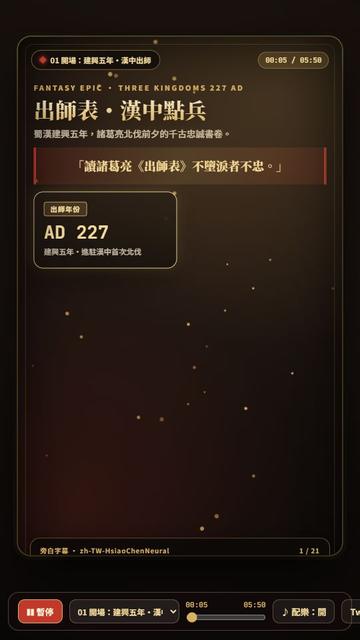 01 開場：建興五年・漢中出師
00:05 / 05:50
FANTASY EPIC • THREE KINGDOMS 227 AD
出師表・漢中點兵
蜀漢建興五年，諸葛亮北伐前夕的千古忠誠書卷。
「讀諸葛亮《出師表》不墮淚者不忠。」
出師年份
AD 227
建興五年・進駐漢中首次北伐
旁白字幕 • zh-TW-HsiaoChenNeural
1 / 21
暫停
01 開場：建興五年・漢
00:05
05:50
♪ 配樂：開
Tw